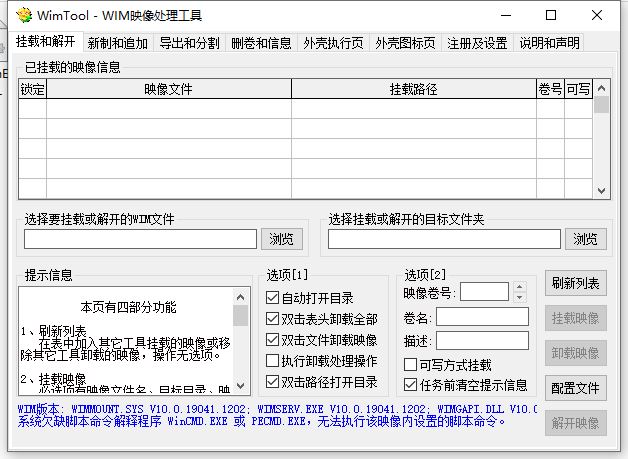 WimTool - WIM映像处理工具
挂载和解开 新制和追加 导出和分割 删卷和信息 外壳执行页 外壳图标页 注册及设置 说明和声明
已挂载的映像信息
锁定 映像文件 挂载路径 卷号 可写
选择要挂载或解开的WIM文件 选择挂载或解开的目标文件夹
浏览 浏览
提示信息 选项[1] 选项[2]
本页有四部分功能
1、刷新列表
在表中加入其它工具挂载的映像或移
除其它工具卸载的映像，操作无选项。
2、挂载映像
必选项有映像文件名、目标目录、映
自动打开目录
双击表头卸载全部
双击文件卸载映像
执行卸载处理操作
双击路径打开目录
映像卷号:
卷名:
描述:
可写方式挂载
任务前清空提示信息
刷新列表
挂载映像
卸载映像
配置文件
解开映像
WIM版本: WIMMOUNT.SYS V10.0.19041.1202; WIMSERV.EXE V10.0.19041.1202; WIMGAPI.DLL V10.0
系统欠缺脚本命令解释程序 WinCMD.EXE 或 PECMD.EXE，无法执行该映像内设置的脚本命令。